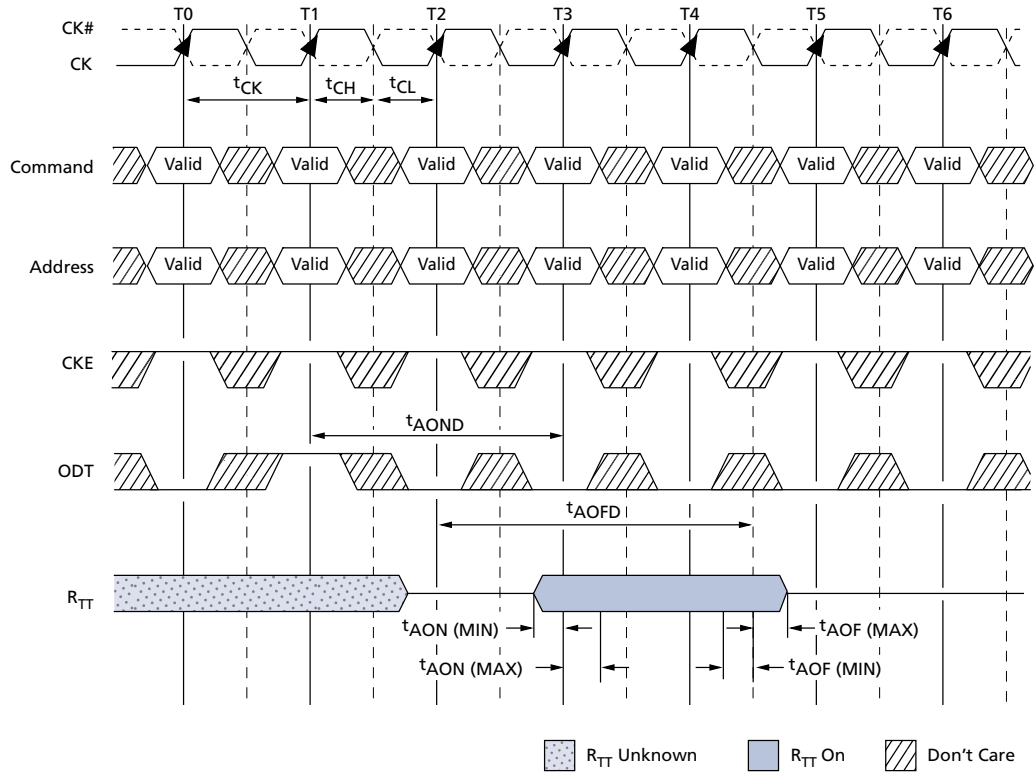 T0 T1 T2 T3 T4 T5 T6
CK#
CK
tCK tCH tCL
Command Valid Valid Valid Valid Valid Valid Valid
Address Valid Valid Valid Valid Valid Valid Valid
CKE
tAOND
ODT
tAOFD
RTT
tAON (MIN) tAOF (MAX)
tAON (MAX) tAOF (MIN)
RTT Unknown RTT On Don't Care